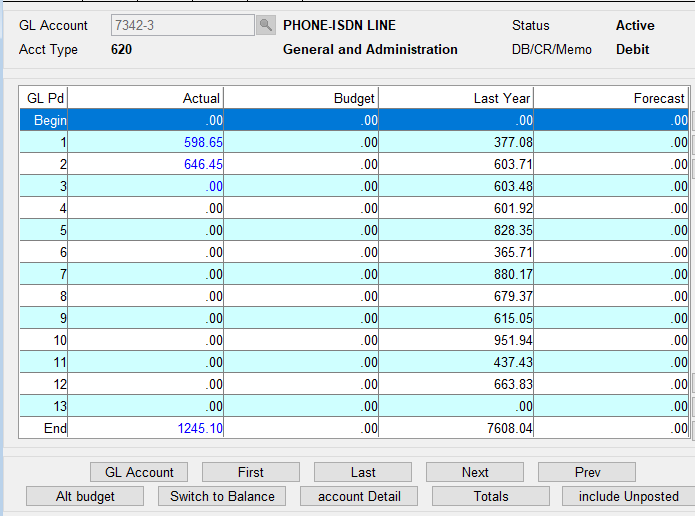 GL Account 7342-3 PHONE-ISDN LINE Status Active
Acct Type 620 General and Administration DB/CR/Memo Debit
GL Pd Actual Budget Last Year Forecast
Begin .00 .00 .00 .00
1 598.65 .00 377.08 .00
2 646.45 .00 603.71 .00
3 .00 .00 603.48 .00
4 .00 .00 601.92 .00
5 .00 .00 828.35 .00
6 .00 .00 365.71 .00
7 .00 .00 880.17 .00
8 .00 .00 679.37 .00
9 .00 .00 615.05 .00
10 .00 .00 951.94 .00
11 .00 .00 437.43 .00
12 .00 .00 663.83 .00
13 .00 .00 .00 .00
End 1245.10 .00 7608.04 .00
GL Account First Last Next Prev
Alt budget Switch to Balance account Detail Totals include Unposted